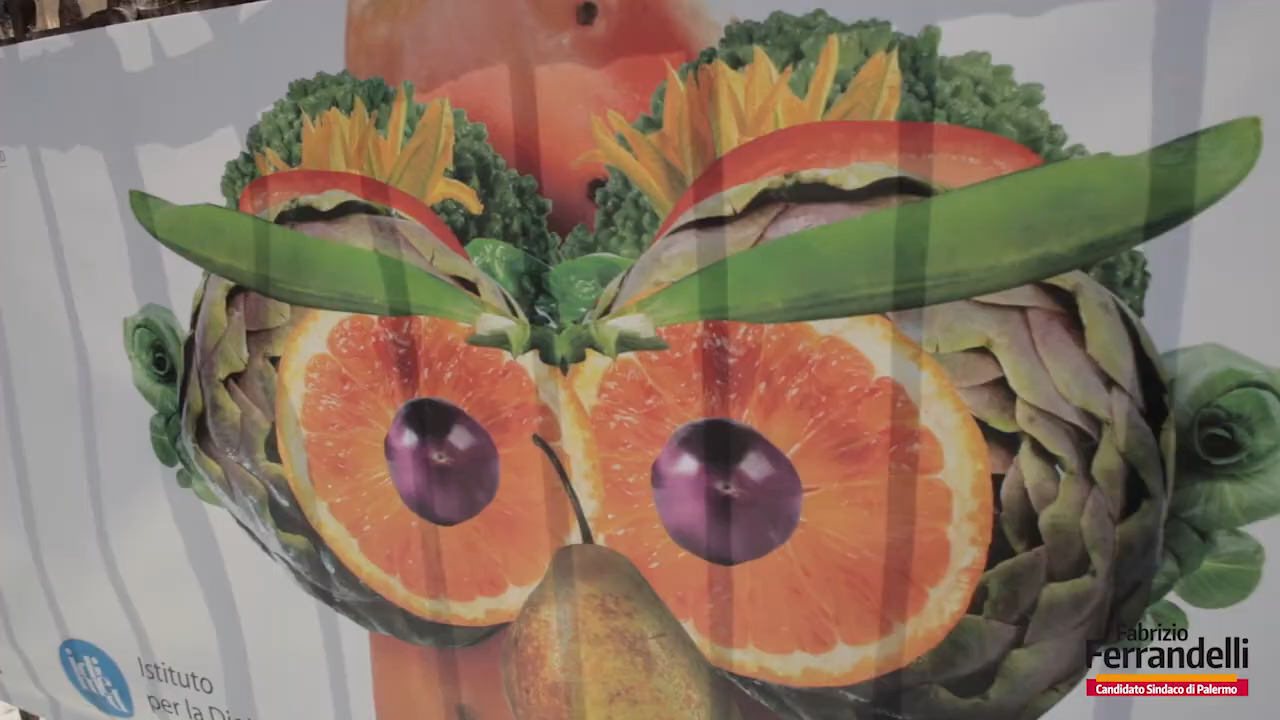 Istituto
per la
Fabrizio
Ferrandelli
Candidato Sindaco di Palermo